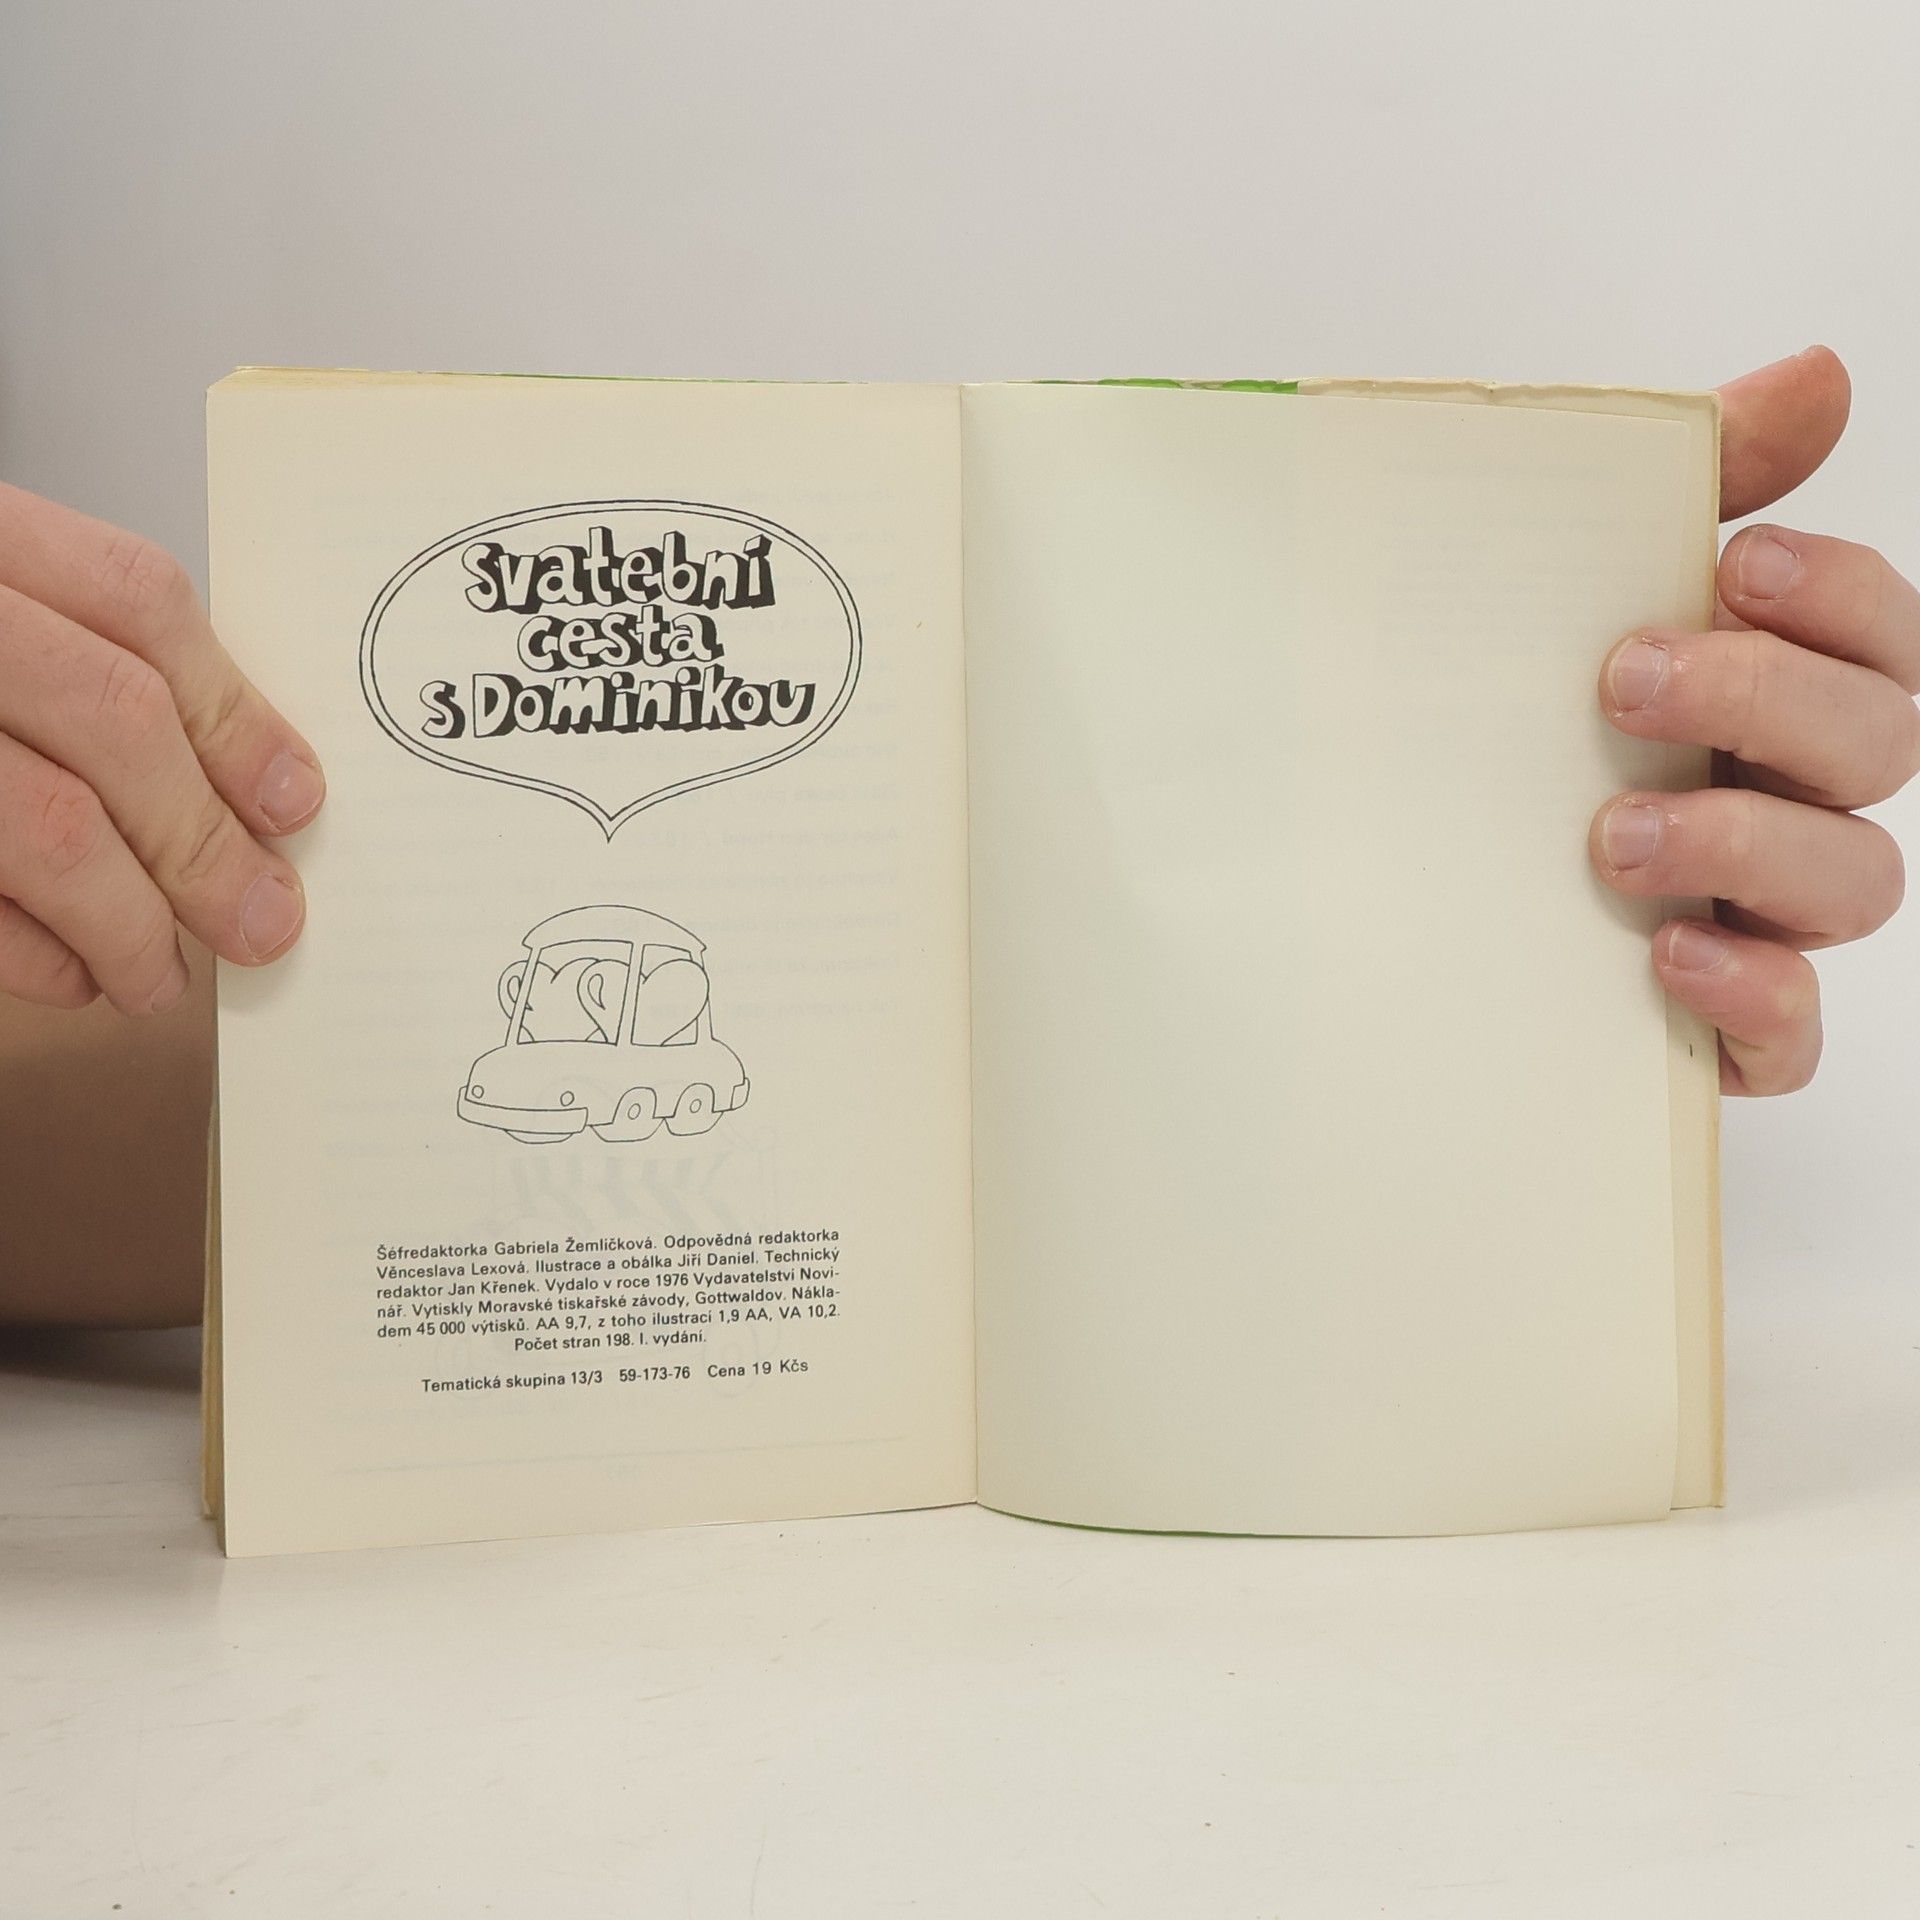 Svatební
cesta
s Dominikou
Šéfredaktorka Gabriela Žemličková. Odpovědná redaktorka
Věnceslava Lexová. Ilustrace a obálka Jiří Daniel. Technický
redaktor Jan Křenek. Vydalo v roce 1976 Vydavatelství Novi-
nář. Vytiskly Moravské tiskařské závody, Gottwaldov. Nákla-
dem 45 000 výtisků. AA 9,7, z toho ilustrací 1,9 AA, VA 10,2.
Počet stran 198. I. vydání.
Tematická skupina 13/3 59-173-76 Cena 19 Kčs